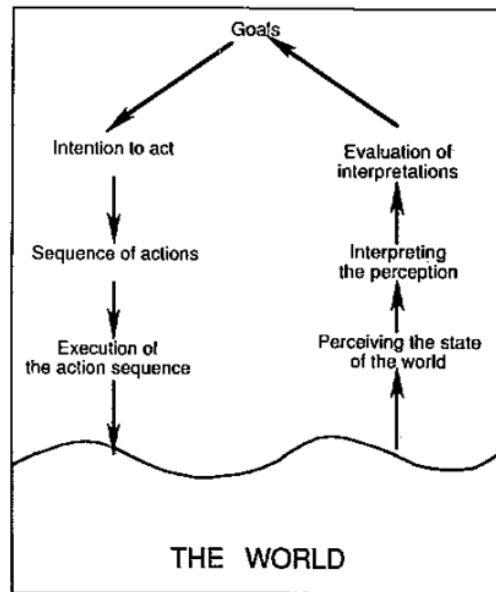 Goals
Intention to act
Sequence of actions
Execution of
the action sequence
Evaluation of
interpretations
Interpreting
the perception
Perceiving the state
of the world
THE WORLD